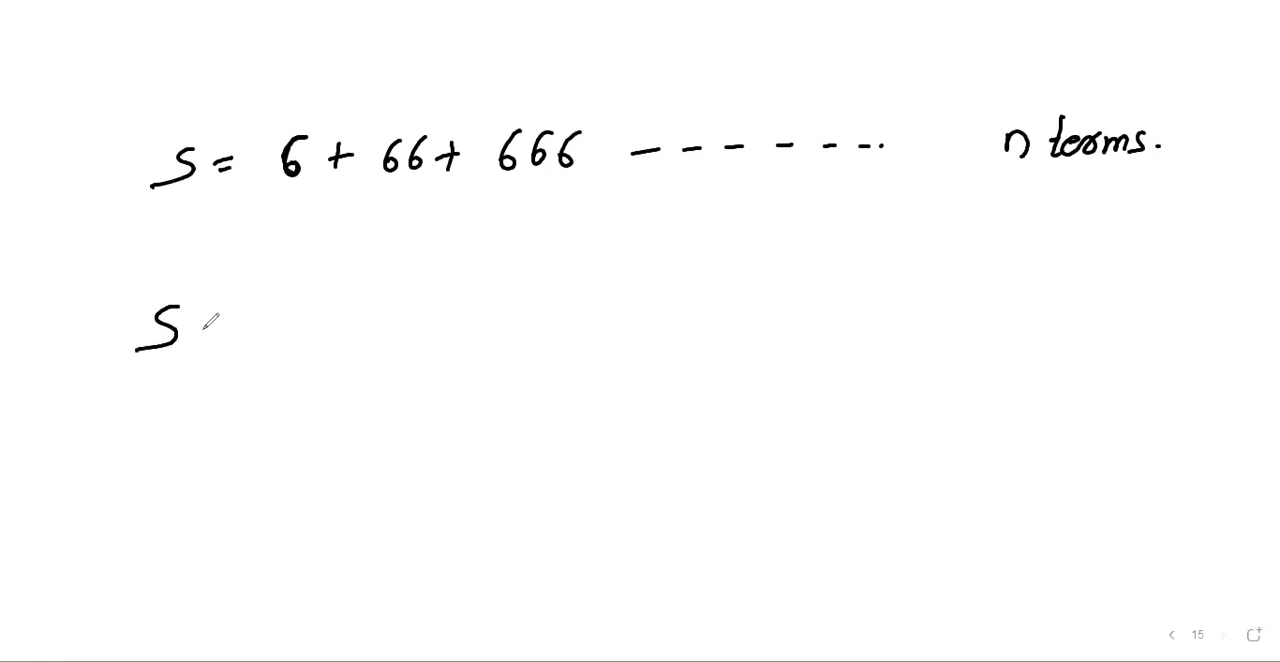 S = 6 + 66 + 666 - - - - - - . n terms.
S
15